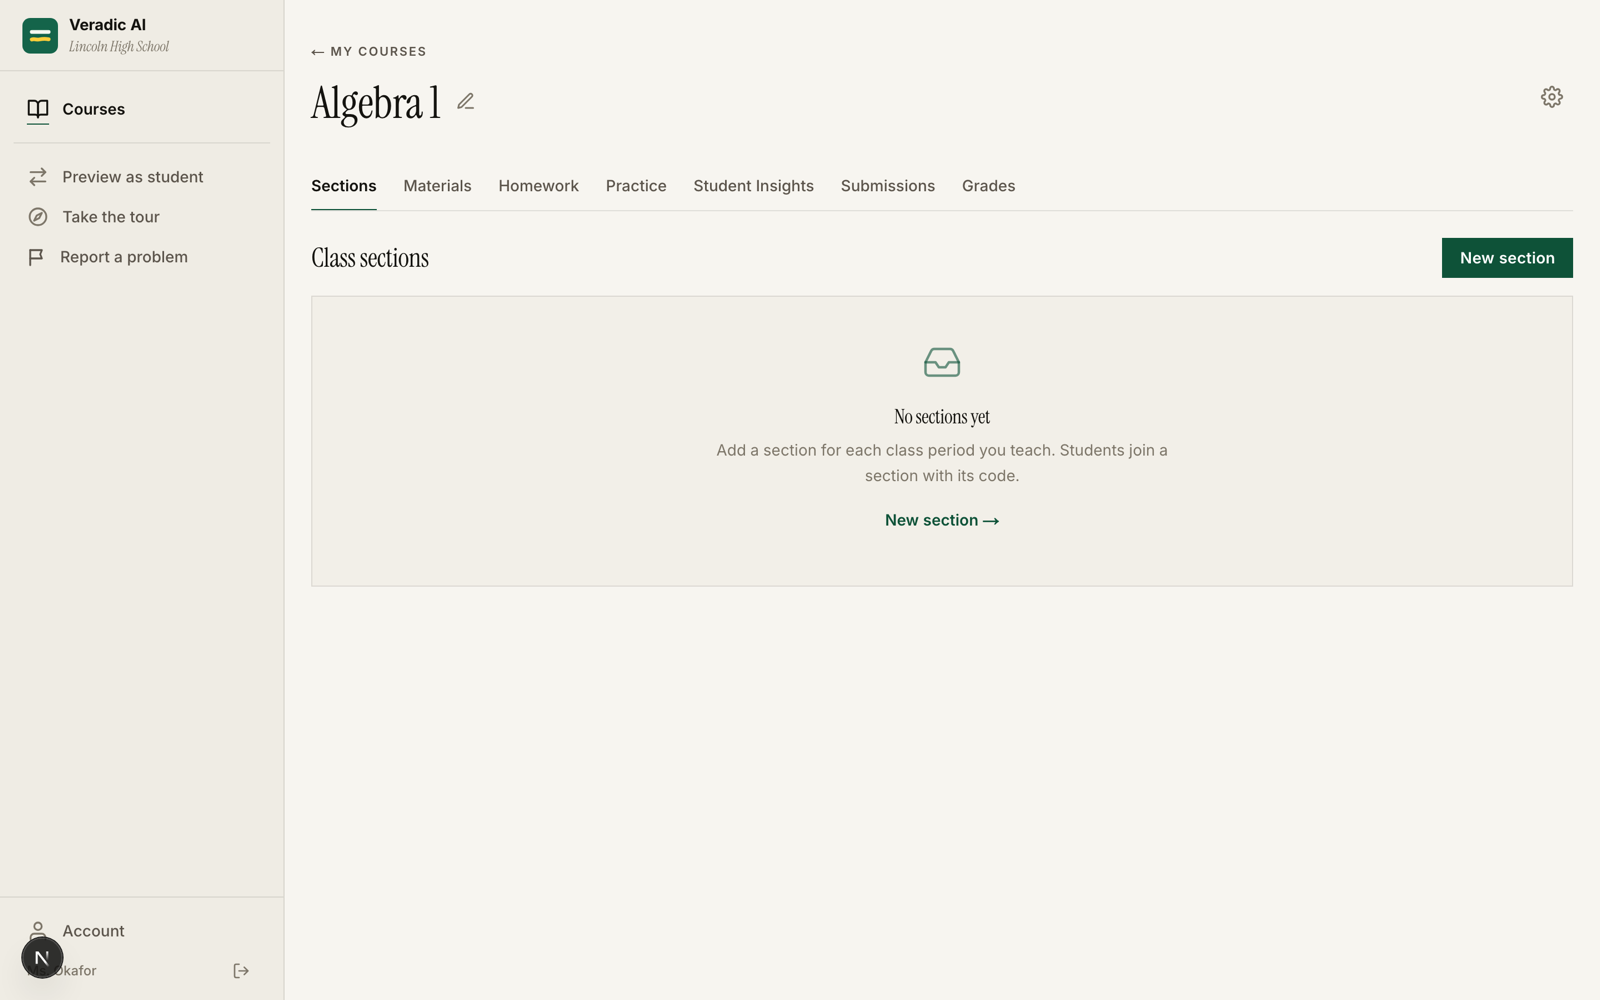 Veradic AI
Lincoln High School
Courses
Preview as student
Take the tour
Report a problem
Account
N
Okafor
← MY COURSES
Algebra 1
Sections
Materials
Homework
Practice
Student Insights
Submissions
Grades
Class sections
New section
No sections yet
Add a section for each class period you teach. Students join a
section with its code.
New section →